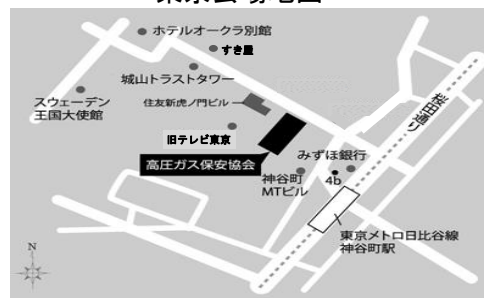 ホテルオークラ別館
すき屋
城山トラストタワー
スウェーデン
王国大使館
住友新虎ノ門ビル
桜田通り
旧テレビ東京
みずほ銀行
高圧ガス保安協会
神谷町
MTビル
4b
東京メトロ日比谷線
神谷町駅
N